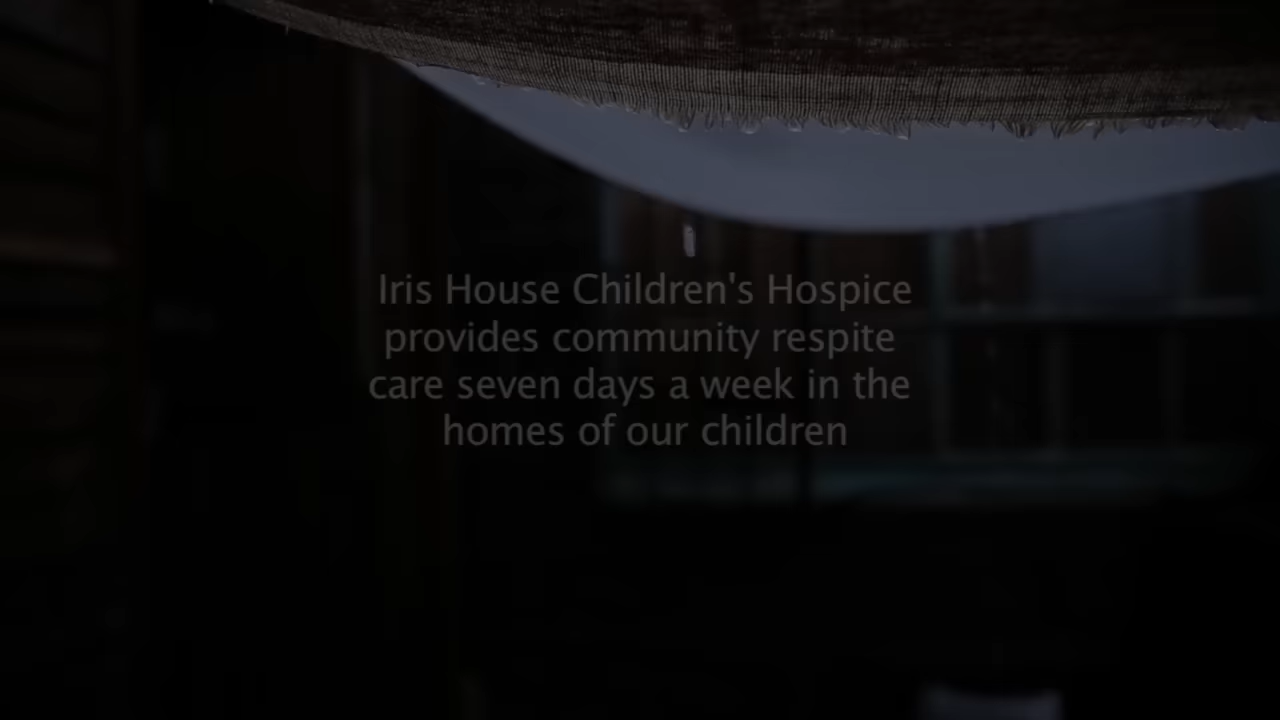 Iris House Children's Hospice
provides community respite
care seven days a week in the
homes of our children